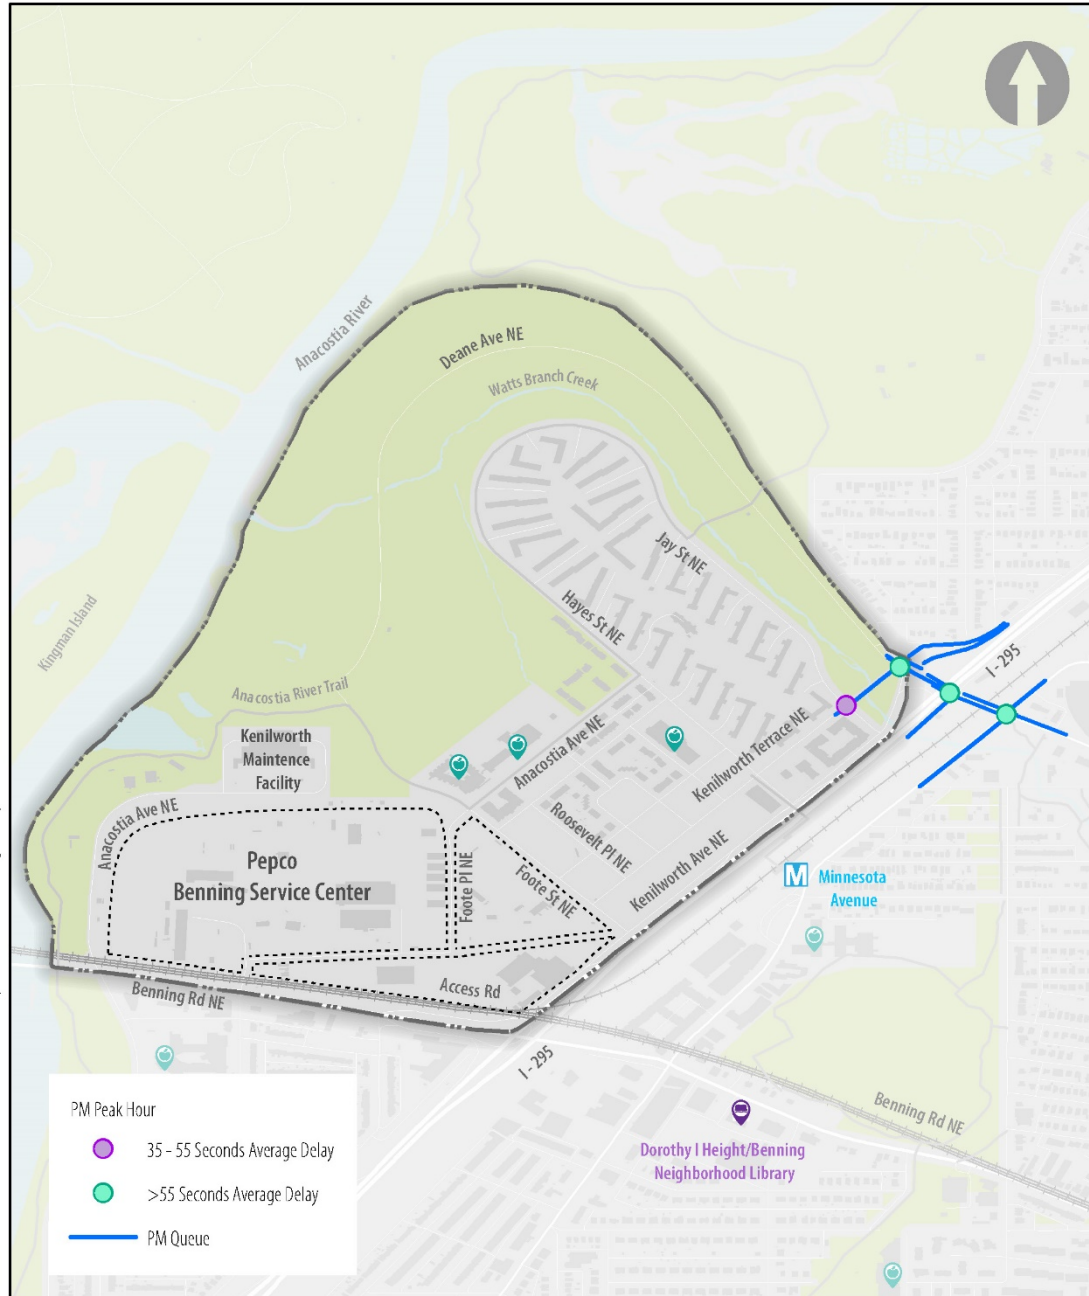 Anacostia River
Deane Ave NE
Watts Branch Creek
Jay St NE
Hayes St NE
Kingman Island
I - 295
Anacostia River Trail
Kenilworth
Maintence
Facility
Anacostia Ave NE
Kenilworth Terrace NE
Anacostia Ave NE
Roosevelt Pl NE
Pepco
Benning Service Center
Foote Pl NE
Foote St NE
Kenilworth Ave NE
M Minnesota
Avenue
Access Rd
Benning Rd NE
I - 295
Benning Rd NE
Dorothy I Height/Benning
Neighborhood Library
PM Peak Hour
35 - 55 Seconds Average Delay
>55 Seconds Average Delay
PM Queue